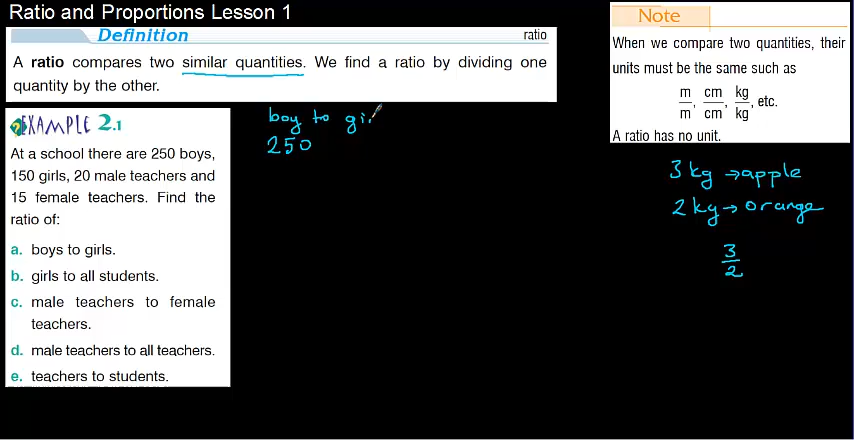 Ratio and Proportions Lesson 1
Definition
ratio
A ratio compares two similar quantities. We find a ratio by dividing one
quantity by the other.
EXAMPLE 2.1
At a school there are 250 boys,
150 girls, 20 male teachers and
15 female teachers. Find the
ratio of:
a. boys to girls.
b. girls to all students.
c. male teachers to female
teachers.
d. male teachers to all teachers.
e. teachers to students.
boy to gir
250
Note
When we compare two quantities, their
units must be the same such as
m/m, cm/cm, kg/kg, etc.
A ratio has no unit.
3 kg → apple
2 kg → orange
3/2